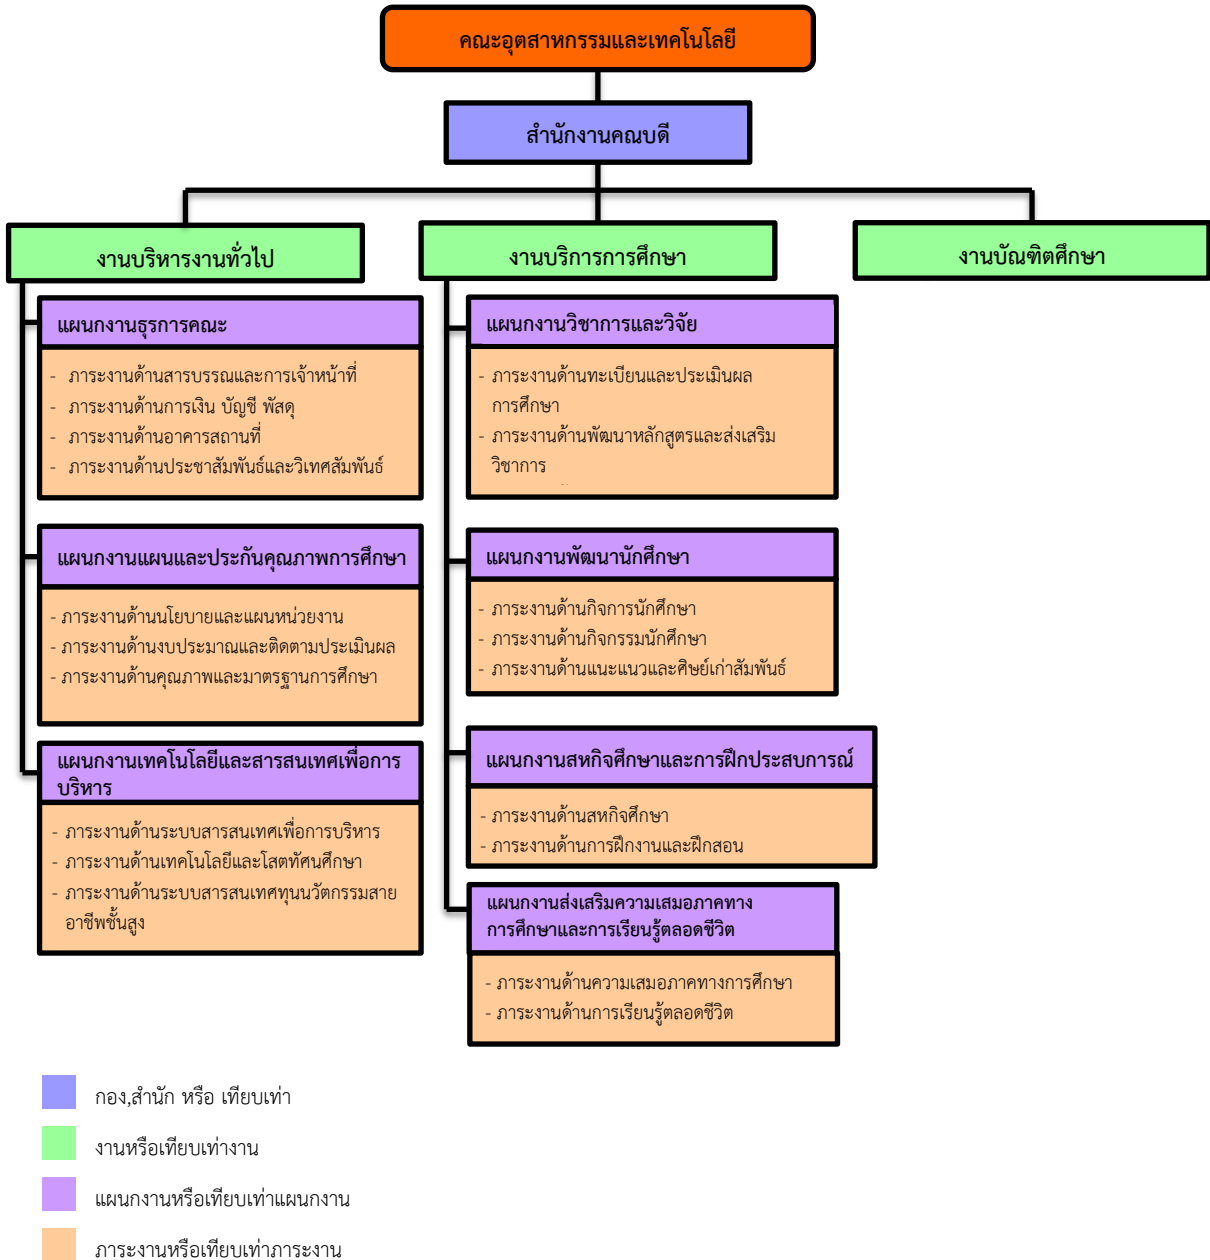 คณะอุตสาหกรรมและเทคโนโลยี
สำนักงานคณบดี
งานบริหารงานทั่วไป
แผนกงานธุรการคณะ
- ภาระงานด้านสารบรรณและการเจ้าหน้าที่
- ภาระงานด้านการเงิน บัญชี พัสดุ
- ภาระงานด้านอาคารสถานที่
- ภาระงานด้านประชาสัมพันธ์และวิเทศสัมพันธ์
แผนกงานแผนและประกันคุณภาพการศึกษา
- ภาระงานด้านนโยบายและแผนหน่วยงาน
- ภาระงานด้านงบประมาณและติดตามประเมินผล
- ภาระงานด้านคุณภาพและมาตรฐานการศึกษา
แผนกงานเทคโนโลยีและสารสนเทศเพื่อการ
บริหาร
- ภาระงานด้านระบบสารสนเทศเพื่อการบริหาร
- ภาระงานด้านเทคโนโลยีและโสตทัศนศึกษา
- ภาระงานด้านระบบสารสนเทศทุนนวัตกรรมสาย
อาชีพชั้นสูง
งานบริการการศึกษา
แผนกงานวิชาการและวิจัย
- ภาระงานด้านทะเบียนและประเมินผล
การศึกษา
- ภาระงานด้านพัฒนาหลักสูตรและส่งเสริม
วิชาการ
แผนกงานพัฒนานักศึกษา
- ภาระงานด้านกิจการนักศึกษา
- ภาระงานด้านกิจกรรมนักศึกษา
- ภาระงานด้านแนะแนวและศิษย์เก่าสัมพันธ์
แผนกงานสหกิจศึกษาและการฝึกประสบการณ์
- ภาระงานด้านสหกิจศึกษา
- ภาระงานด้านการฝึกงานและฝึกสอน
แผนกงานส่งเสริมความเสมอภาคทาง
การศึกษาและการเรียนรู้ตลอดชีวิต
- ภาระงานด้านความเสมอภาคทางการศึกษา
- ภาระงานด้านการเรียนรู้ตลอดชีวิต
งานบัณฑิตศึกษา
กอง,สำนัก หรือ เทียบเท่า
งานหรือเทียบเท่างาน
แผนกงานหรือเทียบเท่าแผนกงาน
ภาระงานหรือเทียบเท่าภาระงาน